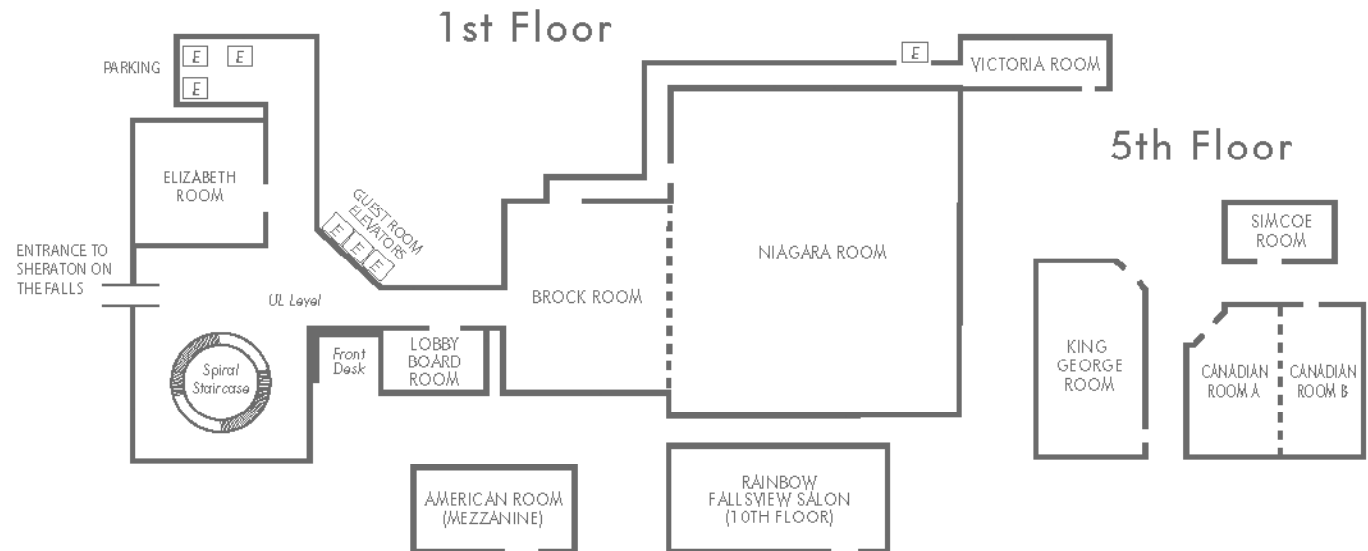 1st Floor
E E
PARKING
E
E
VICTORIA ROOM
5th Floor
ELIZABETH
ROOM
GUEST ROOM
ELEVATORS
E E E
ENTRANCE TO
SHERATON ON
THE FALLS
UL Level
BROCK ROOM
NIAGARA ROOM
SIMCOE
ROOM
Spiral
Staircase
Front
Desk
LOBBY
BOARD
ROOM
KING
GEORGE
ROOM
CANADIAN
ROOM A
CANADIAN
ROOM B
AMERICAN ROOM
(MEZZANINE)
RAINBOW
FALLSVIEW SALON
(10TH FLOOR)